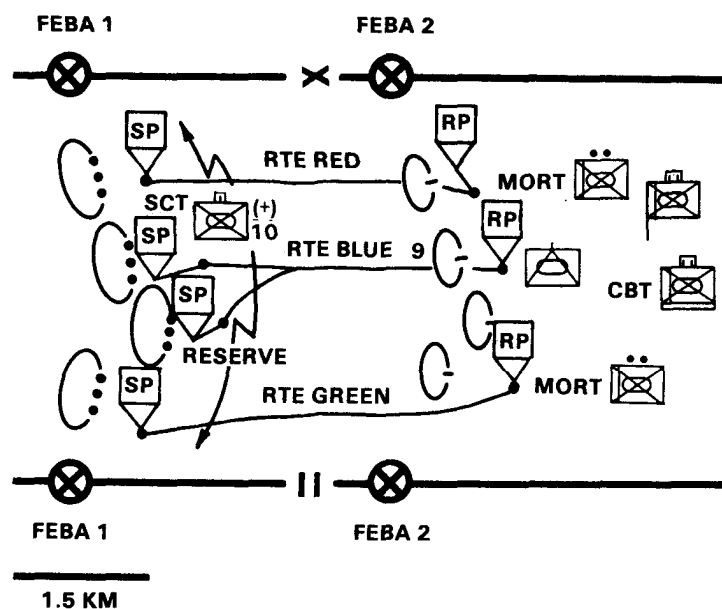 FEBA 1 FEBA 2
X
SP RP
RTE RED
MORT
SCT (+)
10
SP RP
RTE BLUE 9
CBT
SP
RESERVE
RP
SP
RTE GREEN MORT
II
FEBA 1 FEBA 2
1.5 KM